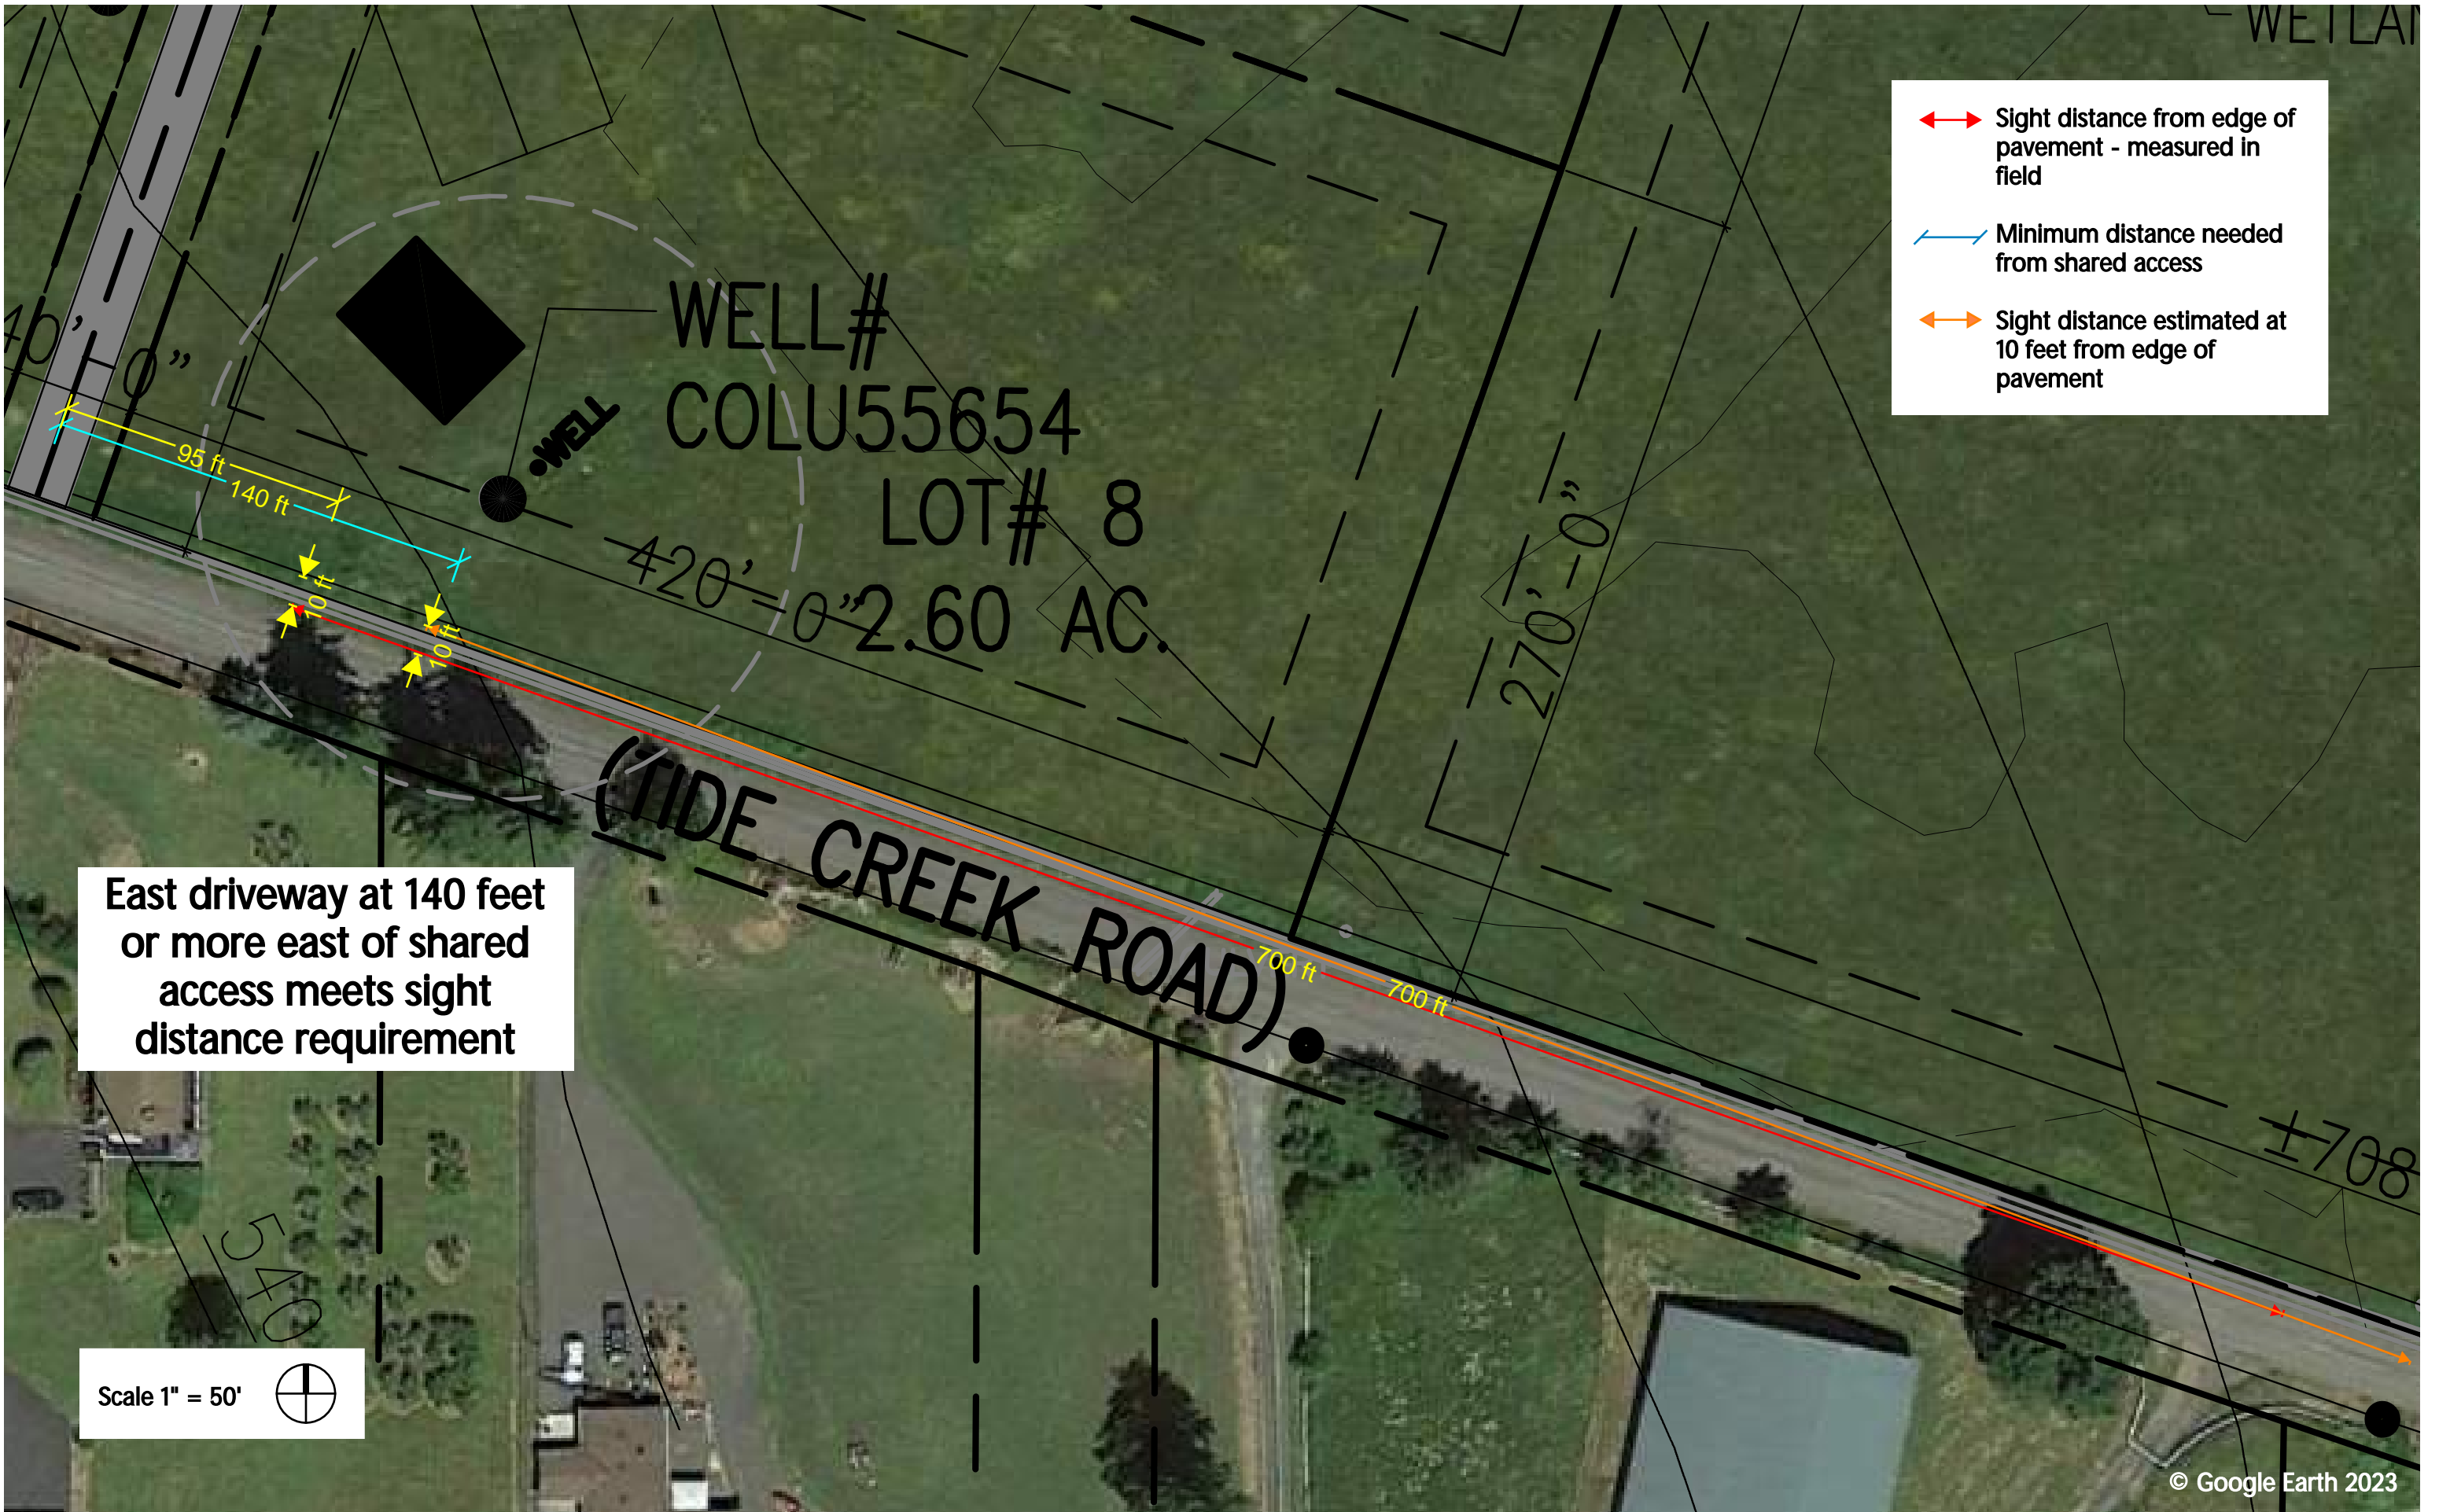 WETLAN
Sight distance from edge of
pavement - measured in
field
Minimum distance needed
from shared access
Sight distance estimated at
10 feet from edge of
pavement
40' - 0"
WELL#
COLU55654
LOT# 8
2.60 AC.
WELL
95 ft
140 ft
10 ft
10 ft
420' - 0"
270' - 0"
(TIDE CREEK ROAD)
700 ft
700 ft
East driveway at 140 feet
or more east of shared
access meets sight
distance requirement
±708
540
Scale 1" = 50'
© Google Earth 2023